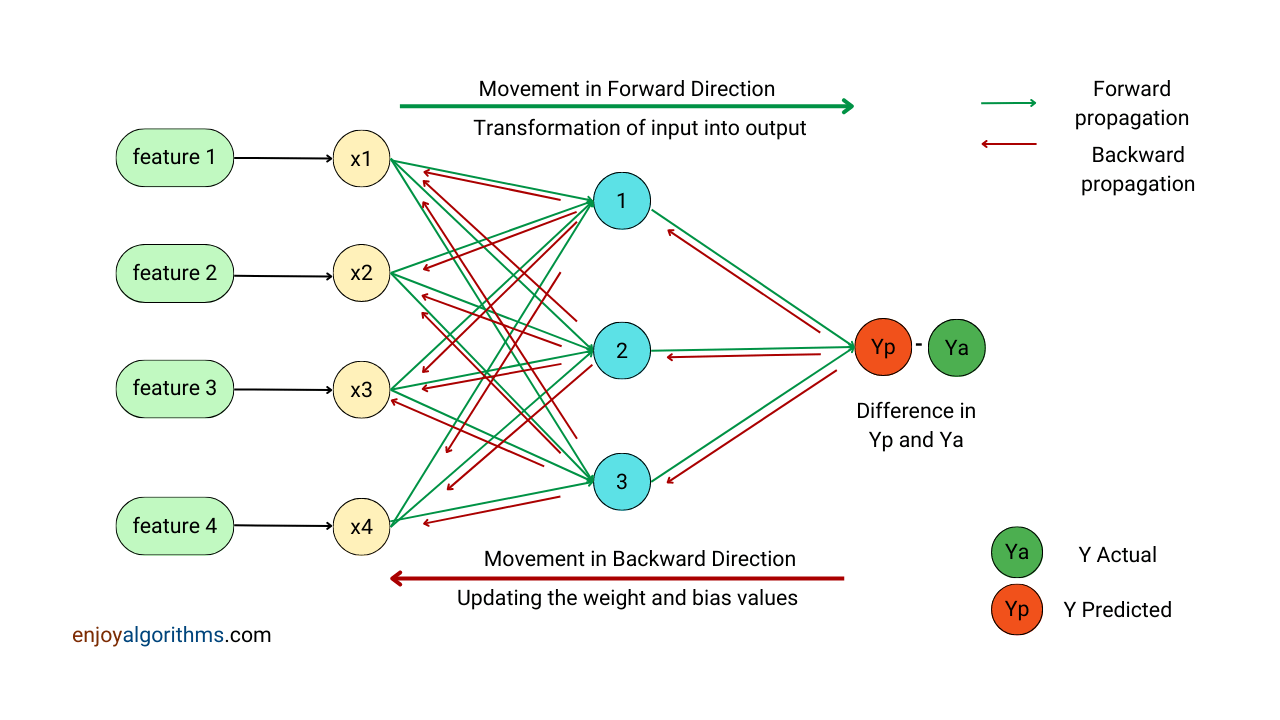 Movement in Forward Direction
Transformation of input into output
Forward
propagation
Backward
propagation
feature 1
x1
1
feature 2
x2
2
Yp
-
Ya
feature 3
x3
Difference in
Yp and Ya
3
feature 4
x4
Movement in Backward Direction
Updating the weight and bias values
Ya
Y Actual
Yp
Y Predicted
enjoyalgorithms.com